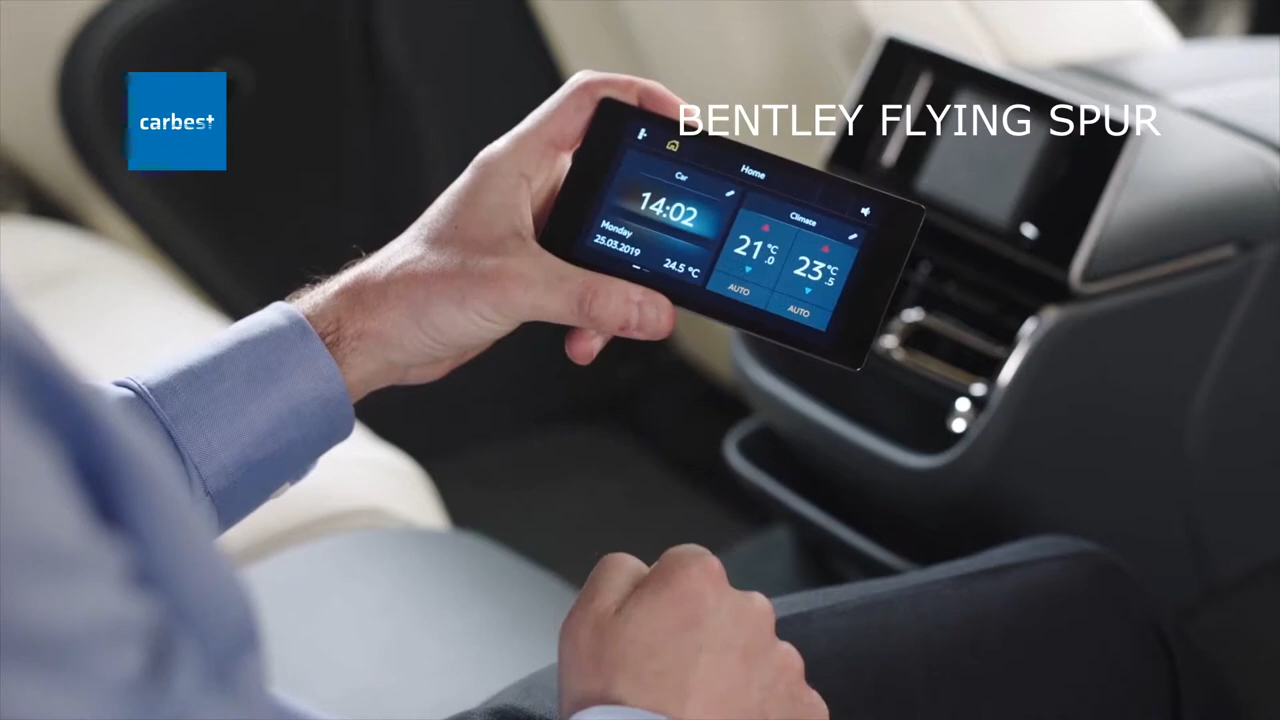 carbest
BENTLEY FLYING SPUR
Home
Car
14:02
Monday
25.03.2019
24.5 °C
Climate
21.0 °C
23.5 °C
AUTO
AUTO